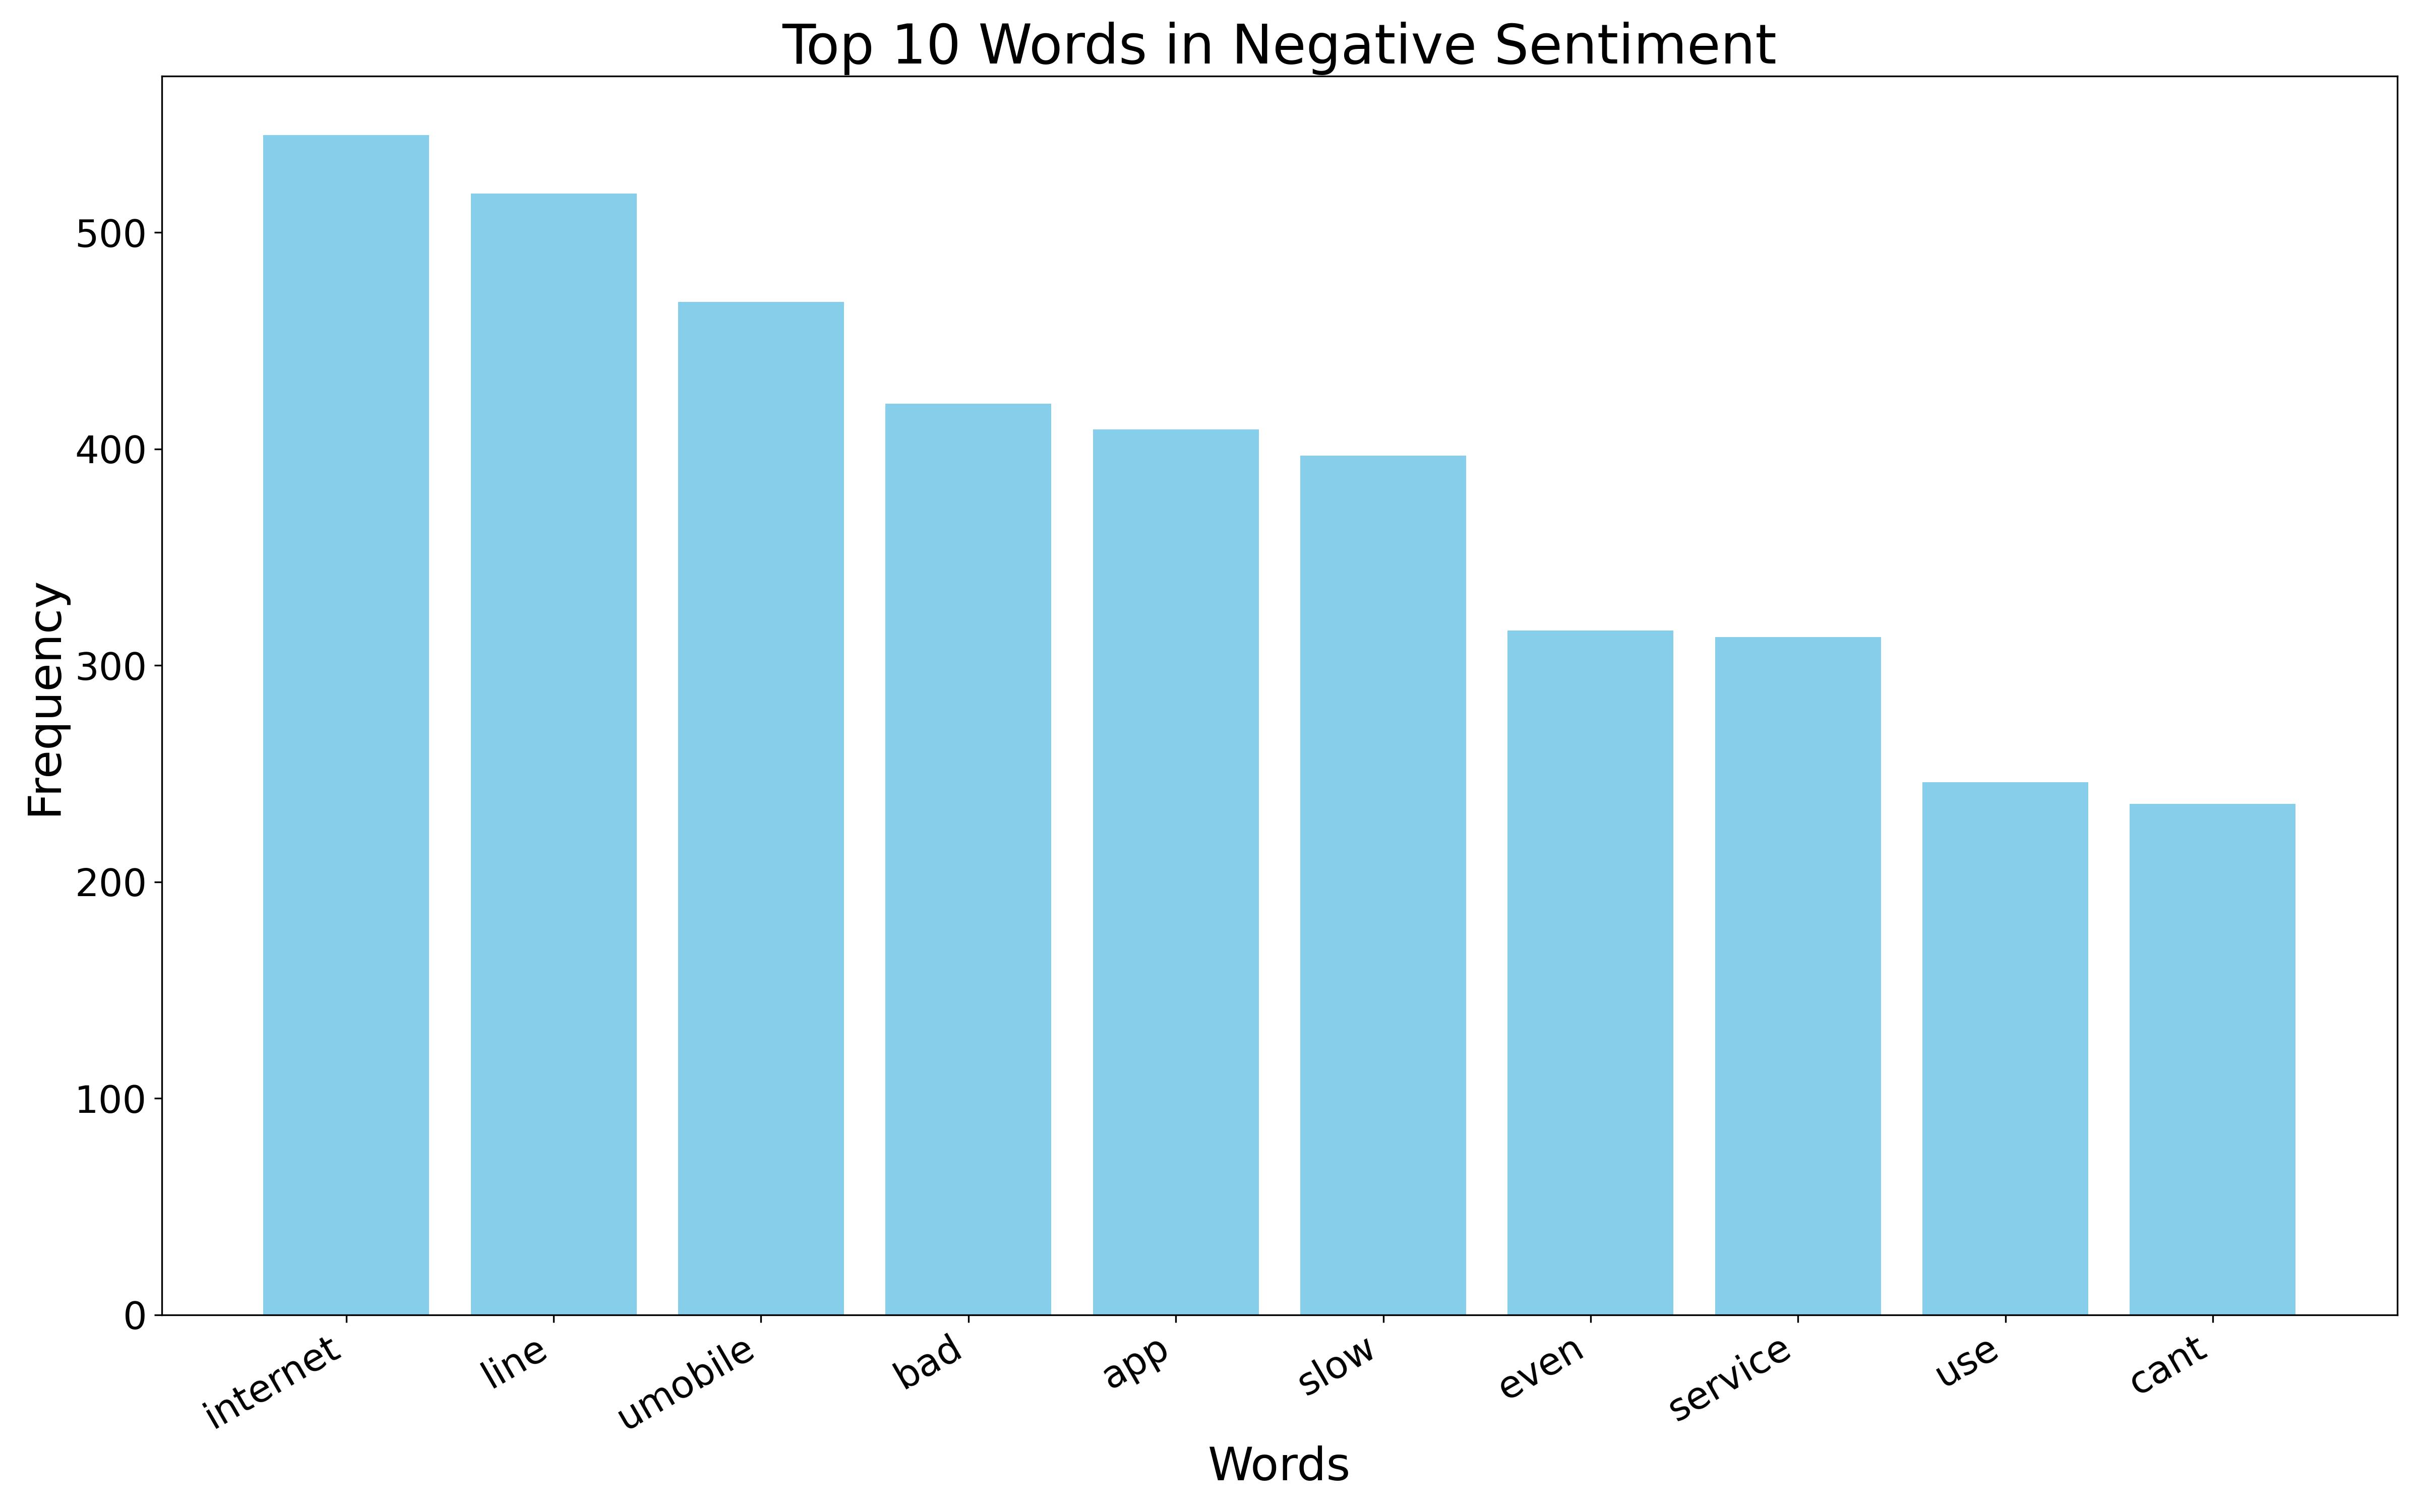 Top 10 Words in Negative Sentiment
Frequency
500
400
300
200
100
0
internet
line
umobile
bad
app
slow
even
service
use
cant
Words